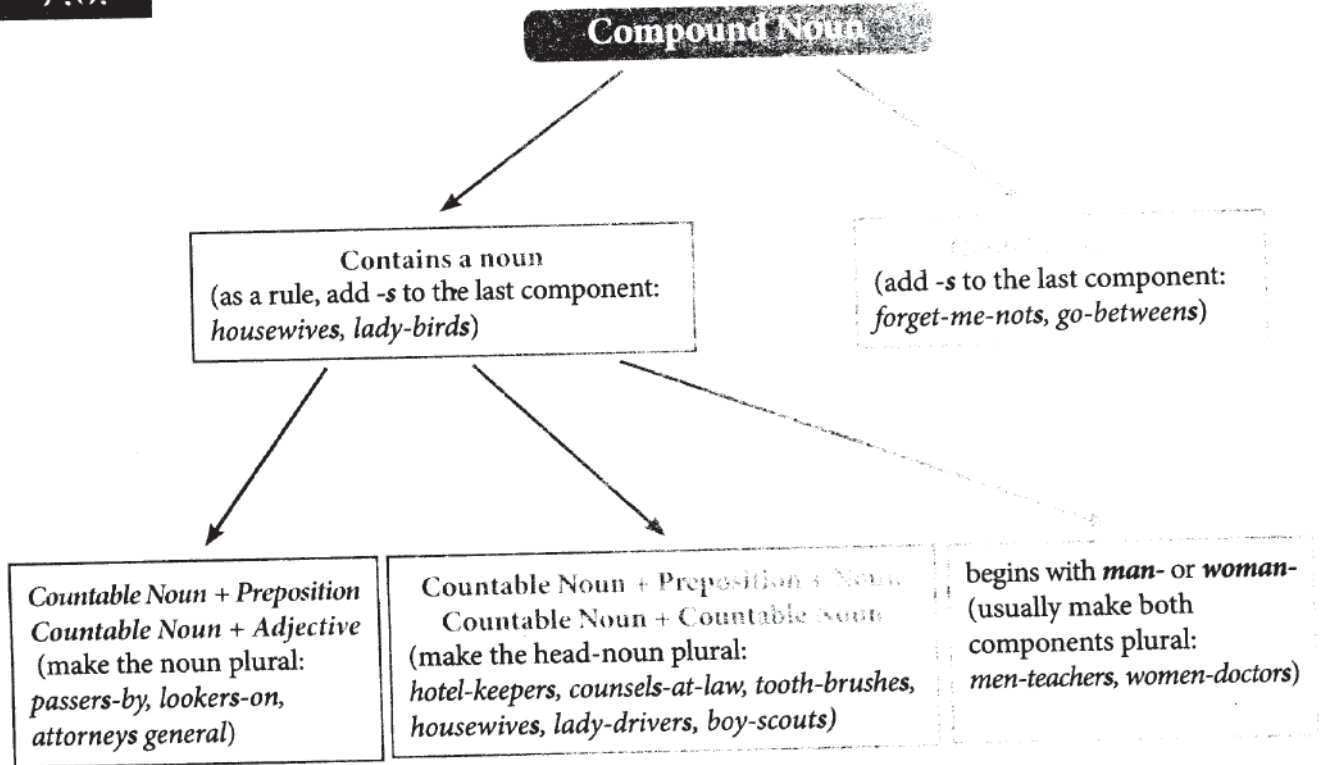 Compound Noun
Contains a noun
(as a rule, add -s to the last component:
housewives, lady-birds)
(add -s to the last component:
forget-me-nots, go-betweens)
Countable Noun + Preposition
Countable Noun + Adjective
(make the noun plural:
passers-by, lookers-on,
attorneys general)
Countable Noun + Preposition + Noun
Countable Noun + Countable Noun
(make the head-noun plural:
hotel-keepers, counsels-at-law, tooth-brushes,
housewives, lady-drivers, boy-scouts)
begins with man- or woman-
(usually make both
components plural:
men-teachers, women-doctors)